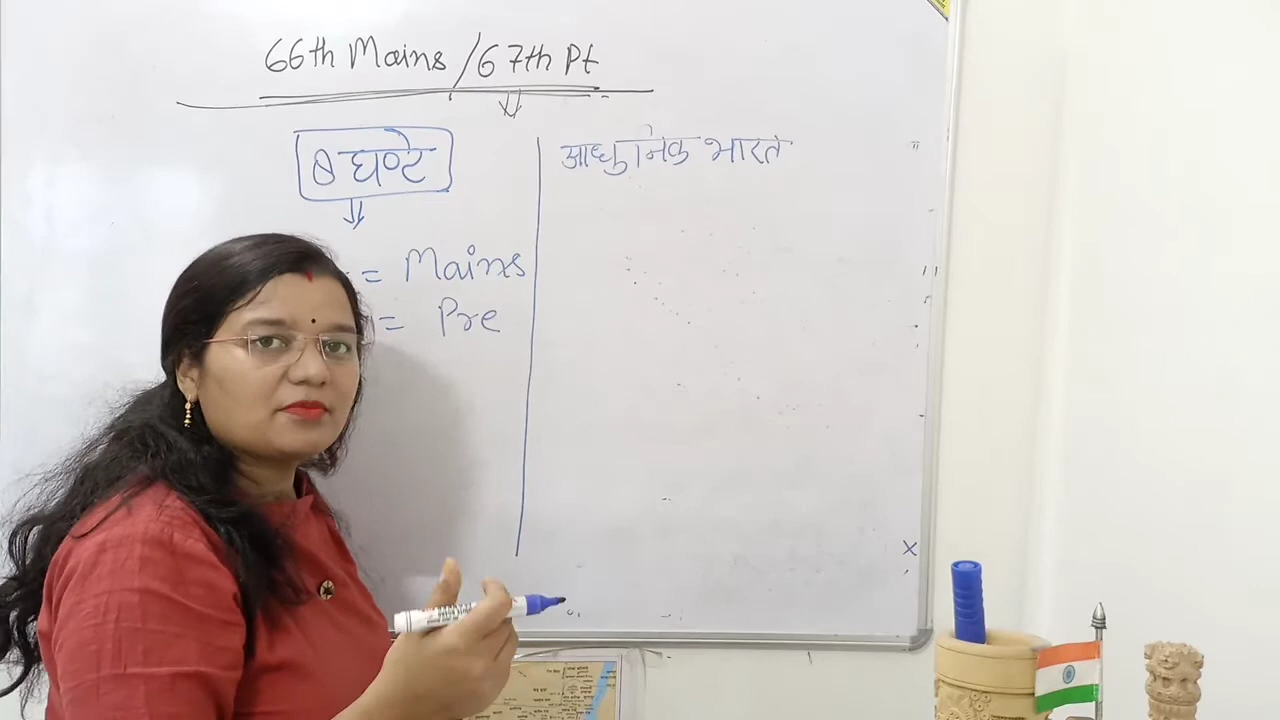 66th Mains / 67th Pt
8 घण्टे
= Mains
= Pre
आधुनिक भारत